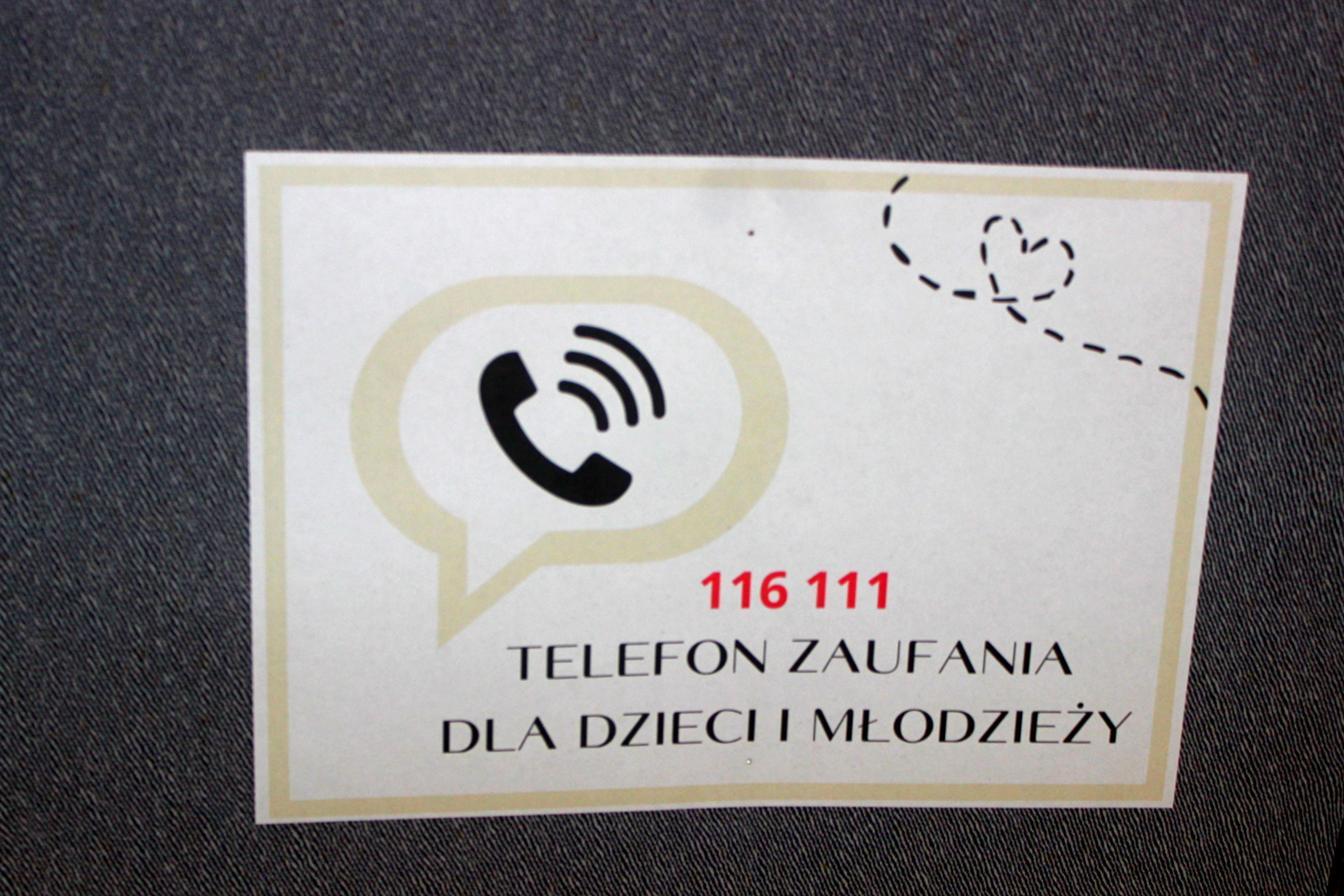 116 111
TELEFON ZAUFANIA
DLA DZIECI I MŁODZIEŻY